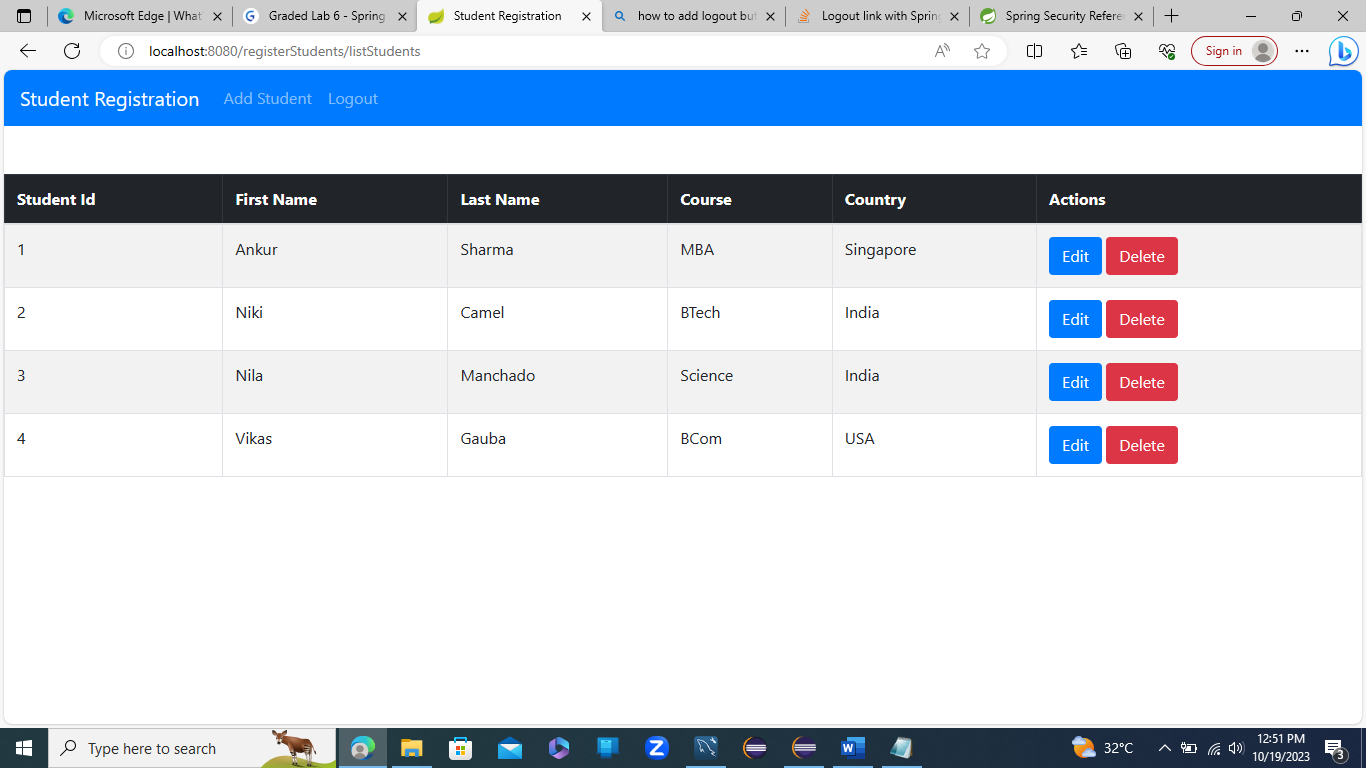 Microsoft Edge | What' Graded Lab 6 - Spring Student Registration how to add logout but Logout link with Spring Spring Security Refere
localhost:8080/registerStudents/listStudents A Sign in
Student Registration Add Student Logout
Student Id First Name Last Name Course Country Actions
1 Ankur Sharma MBA Singapore Edit Delete
2 Niki Camel BTech India Edit Delete
3 Nila Manchado Science India Edit Delete
4 Vikas Gauba BCom USA Edit Delete
Type here to search 32°C 12:51 PM
10/19/2023 3